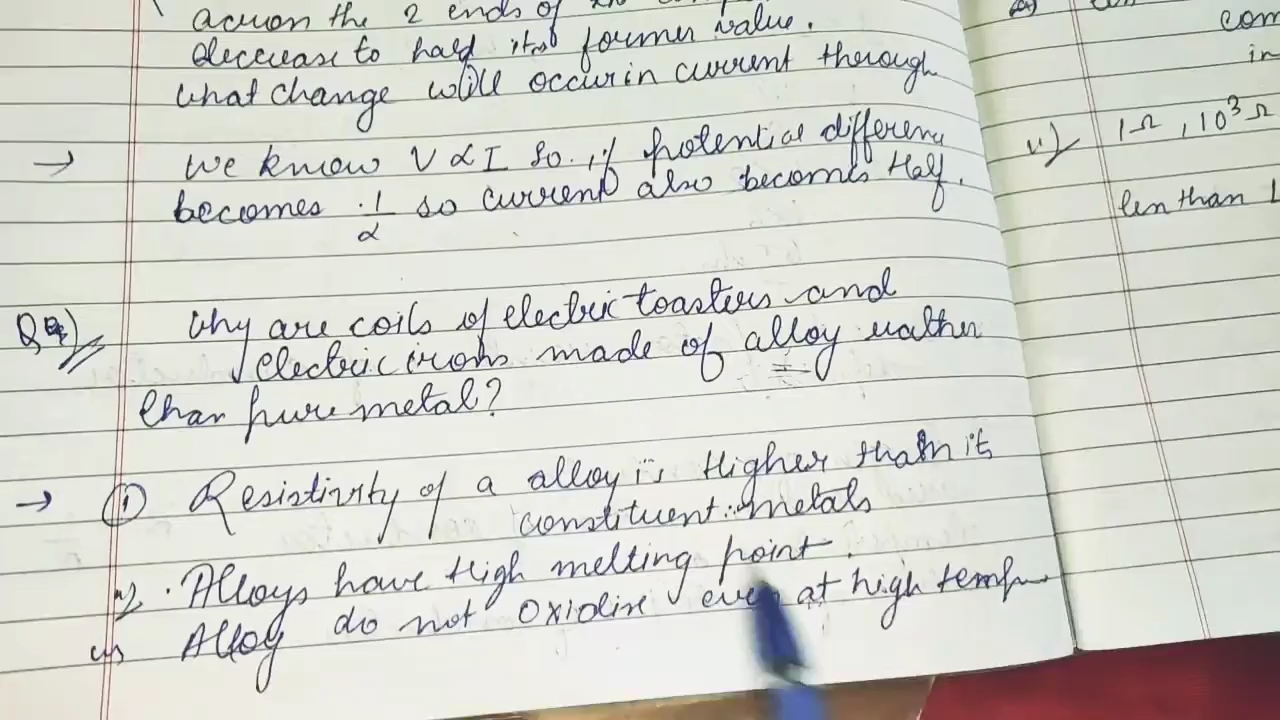 across the 2 ends of
decrease to half its former value.
what change will occur in current through
→ we know V ∝ I so if potential difference
becomes 1/2 so current also becomes Half.
Why are coils of electric toasters and
electric irons made of alloy rather
than pure metal?
→ (i) Resistivity of a alloy is Higher than it
constituent metals
ii) Alloys have High melting point.
iii) Alloy do not Oxidise even at high temp
com
in
ii) 1Ω, 10³Ω
less than 1